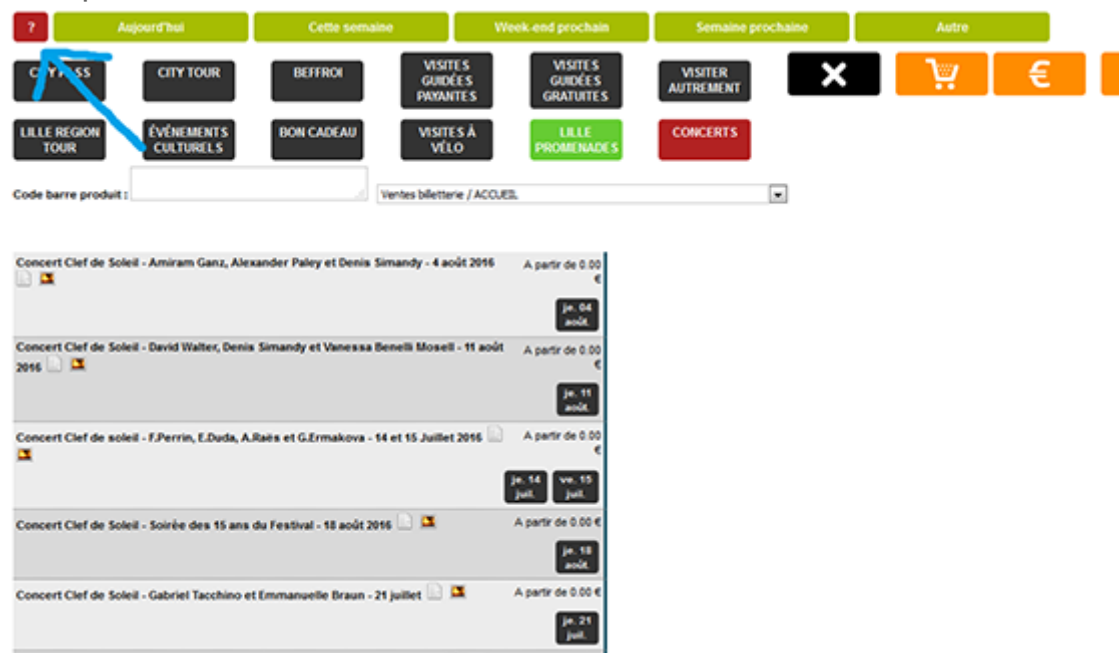 ? Aujourd'hui Cette semaine Week-end prochain Semaine prochaine Autre
CITY PASS
CITY TOUR
BEFFROI
VISITES
GUIDÉES
PAYANTES
VISITES
GUIDÉES
GRATUITES
VISITER
AUTREMENT
€
LILLE REGION
TOUR
ÉVÉNEMENTS
CULTURELS
BON CADEAU
VISITES À
VÉLO
LILLE
PROMENADES
CONCERTS
Code barre produit :
Ventes billetterie / ACCUEIL
Concert Clef de Soleil - Amiram Ganz, Alexander Paley et Denis Simandy - 4 août 2016
A partir de 0.00
€
je. 04
août.
Concert Clef de Soleil - David Walter, Denis Simandy et Vanessa Benelli Mosell - 11 août
2016
A partir de 0.00
€
je. 11
août.
Concert Clef de soleil - F.Perrin, E.Duda, A.Raës et G.Ermakova - 14 et 15 Juillet 2016
A partir de 0.00
€
je. 14
juil.
ve. 15
juil.
Concert Clef de Soleil - Soirée des 15 ans du Festival - 18 août 2016
A partir de 0.00 €
je. 18
août.
Concert Clef de Soleil - Gabriel Tacchino et Emmanuelle Braun - 21 juillet
A partir de 0.00 €
je. 21
juil.